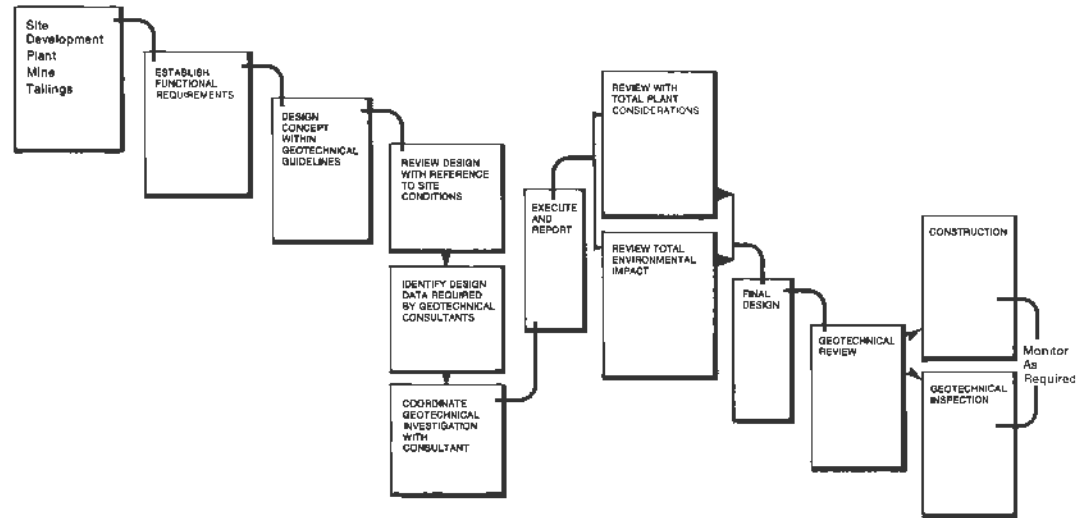 Site
Development
Plant
Mine
Tailings
ESTABLISH
FUNCTIONAL
REQUIREMENTS
DESIGN
CONCEPT
WITHIN
GEOTECHNICAL
GUIDELINES
REVIEW DESIGN
WITH REFERENCE
TO SITE
CONDITIONS
IDENTIFY DESIGN
DATA REQUIRED
BY GEOTECHNICAL
CONSULTANTS
COORDINATE
GEOTECHNICAL
INVESTIGATION
WITH
CONSULTANT
EXECUTE
AND
REPORT
REVIEW WITH
TOTAL PLANT
CONSIDERATIONS
REVIEW TOTAL
ENVIRONMENTAL
IMPACT
FINAL
DESIGN
GEOTECHNICAL
REVIEW
CONSTRUCTION
GEOTECHNICAL
INSPECTION
Monitor
As
Required